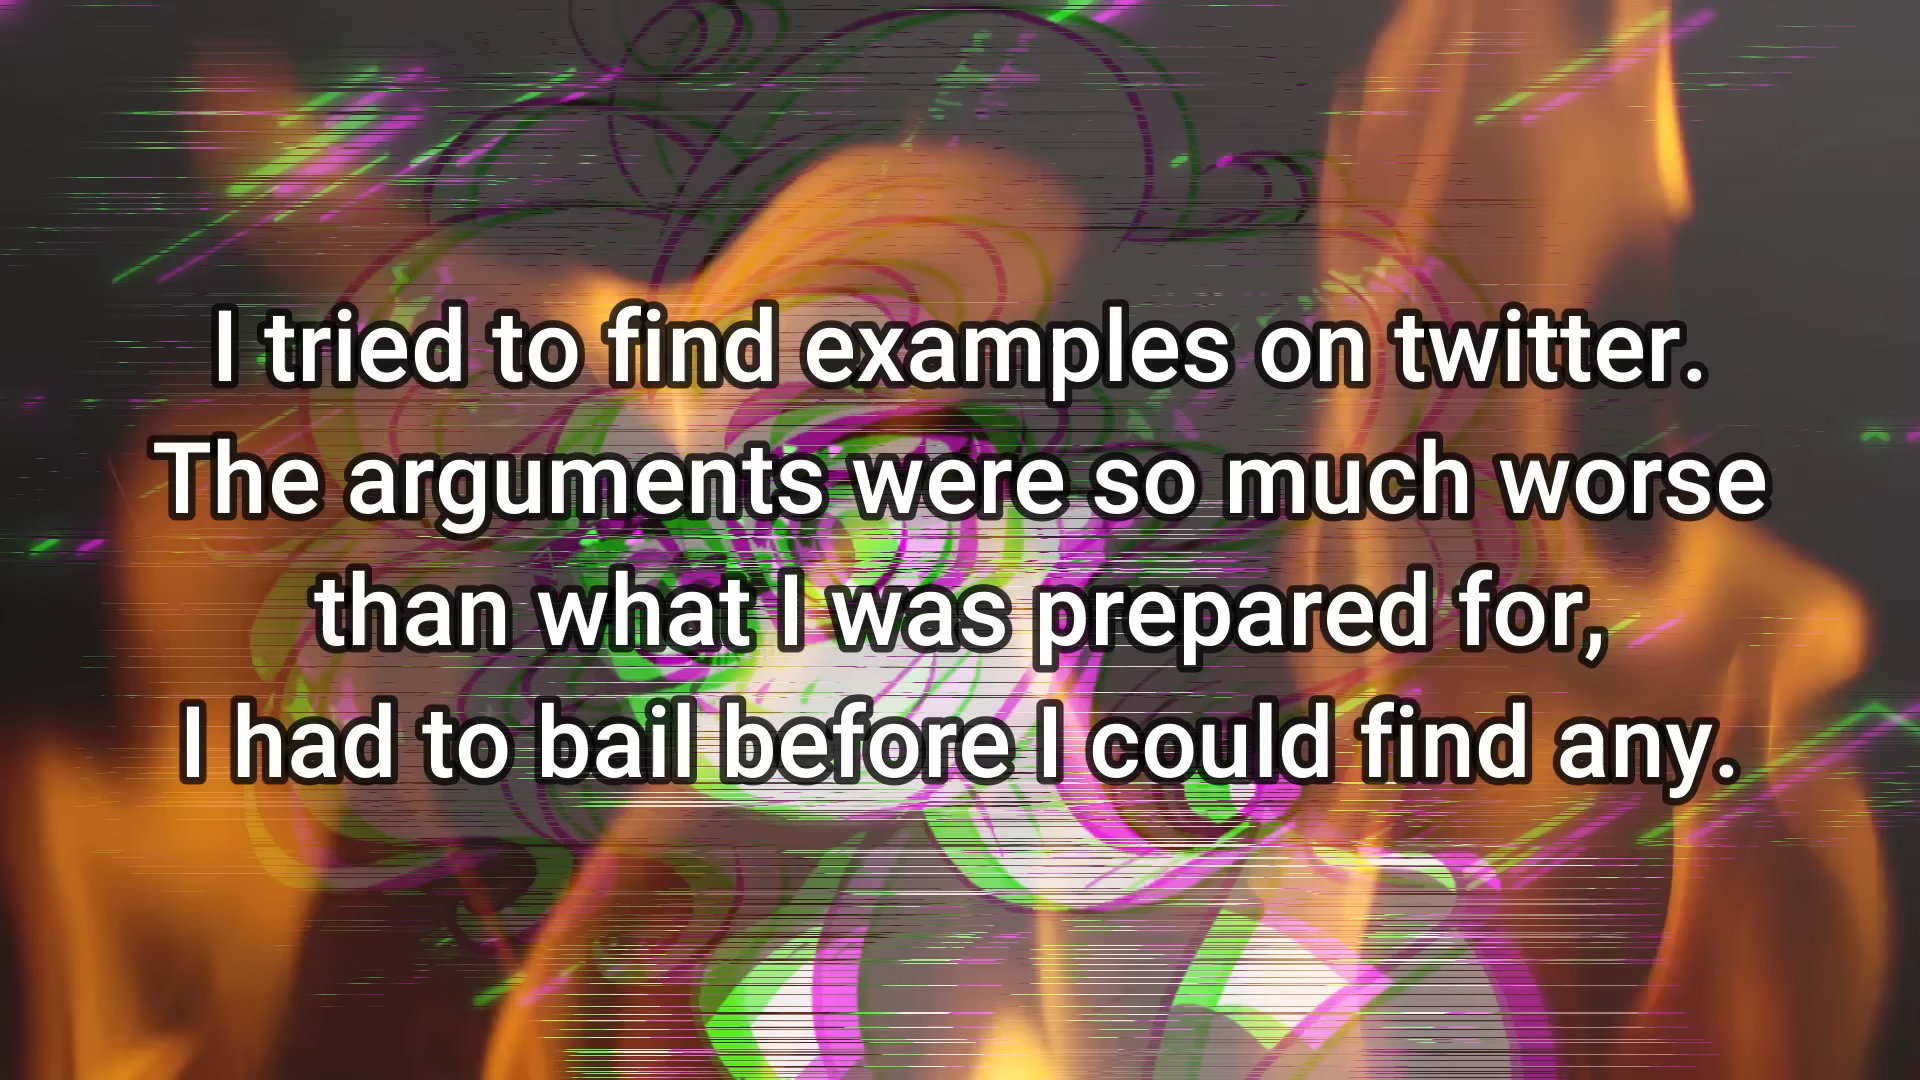 I tried to find examples on twitter.
The arguments were so much worse
than what I was prepared for,
I had to bail before I could find any.